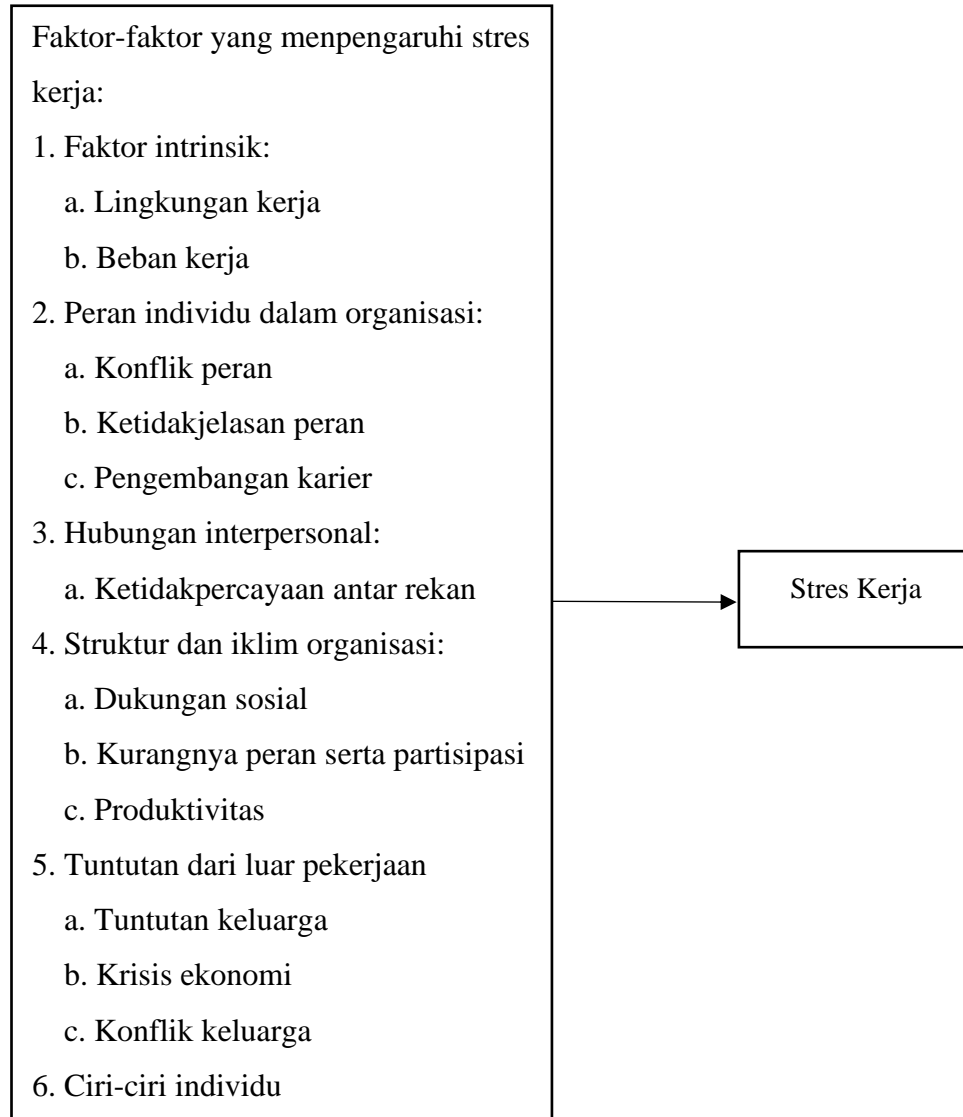 Faktor-faktor yang menpengaruhi stres
kerja:
1. Faktor intrinsik:
a. Lingkungan kerja
b. Beban kerja
2. Peran individu dalam organisasi:
a. Konflik peran
b. Ketidakjelasan peran
c. Pengembangan karier
3. Hubungan interpersonal:
a. Ketidakpercayaan antar rekan
4. Struktur dan iklim organisasi:
a. Dukungan sosial
b. Kurangnya peran serta partisipasi
c. Produktivitas
5. Tuntutan dari luar pekerjaan
a. Tuntutan keluarga
b. Krisis ekonomi
c. Konflik keluarga
6. Ciri-ciri individu
Stres Kerja